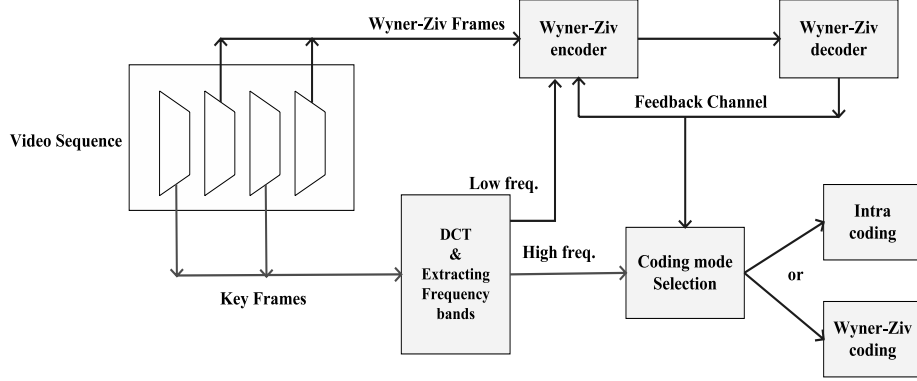 Wyner-Ziv Frames
Wyner-Ziv
encoder
Wyner-Ziv
decoder
Feedback Channel
Video Sequence
Low freq.
DCT
&
Extracting
Frequency
bands
High freq.
Key Frames
Coding mode
Selection
Intra
coding
or
Wyner-Ziv
coding